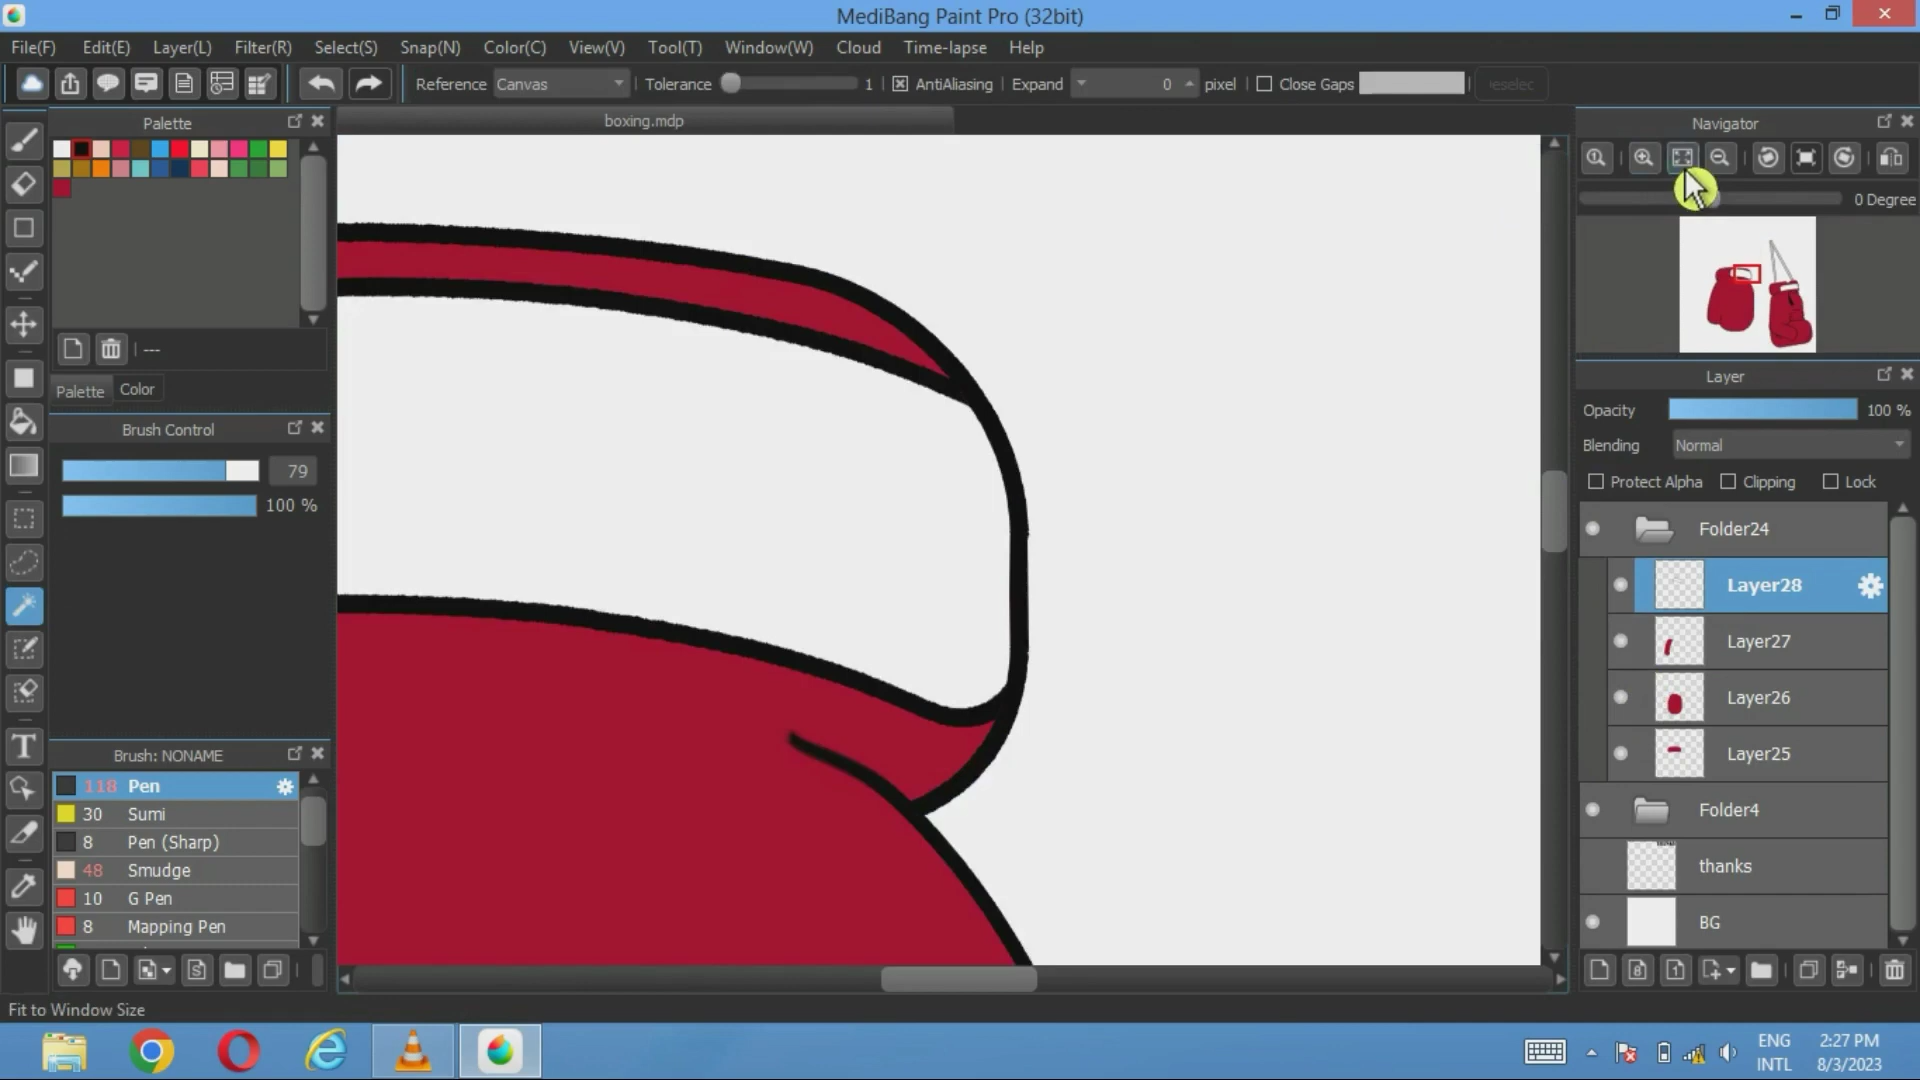 MediBang Paint Pro (32bit)
File(F) Edit(E) Layer(L) Filter(R) Select(S) Snap(N) Color(C) View(V) Tool(T) Window(W) Cloud Time-lapse Help
Reference Canvas Tolerance 1 AntiAliasing Expand 0 pixel Close Gaps
Palette
boxing.mdp
Navigator
0 Degree
---
Palette Color
Brush Control
79
100 %
Layer
Opacity 100 %
Blending Normal
Protect Alpha Clipping Lock
Folder24
Layer28
Layer27
Layer26
Layer25
Folder4
thanks
BG
Brush: NONAME
118 Pen
30 Sumi
8 Pen (Sharp)
48 Smudge
10 G Pen
8 Mapping Pen
Fit to Window Size
ENG 2:27 PM
INTL 8/3/2023